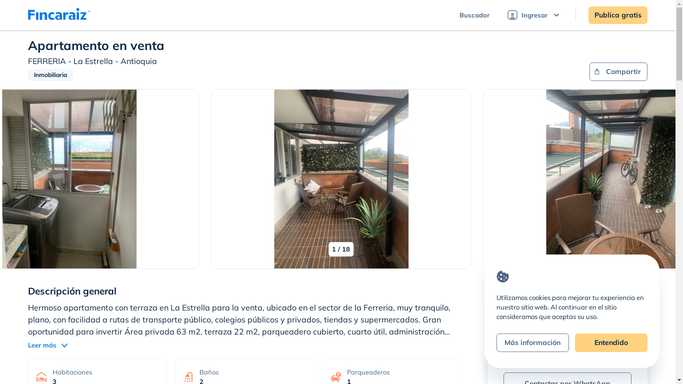 Fincaraiz
Buscador
Ingresar
Publica gratis
Apartamento en venta
FERRERIA - La Estrella - Antioquia
Inmobiliaria
Compartir
1 / 18
Descripción general
Hermoso apartamento con terraza en La Estrella para la venta, ubicado en el sector de la Ferreria, muy tranquilo,
plano, con facilidad a rutas de transporte público, colegios públicos y privados, tiendas y supermercados. Gran
oportunidad para invertir Área privada 63 m2, terraza 22 m2, parqueadero cubierto, cuarto útil, administración...
Leer más
Habitaciones
3
Baños
2
Parqueaderos
1
Utilizamos cookies para mejorar tu experiencia en
nuestro sitio web. Al continuar en el sitio
consideramos que aceptas su uso.
Más información
Entendido
Contactar por WhatsApp